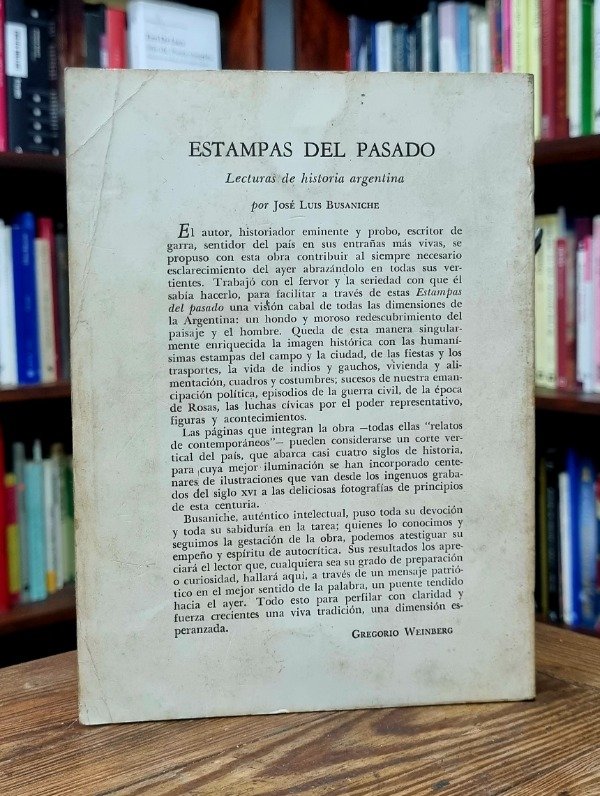 ESTAMPAS DEL PASADO
Lecturas de historia argentina
por JOSÉ LUIS BUSANICHE
El autor, historiador eminente y probo, escritor de
garra, sentidor del país en sus entrañas más vivas, se
propuso con esta obra contribuir al siempre necesario
esclarecimiento del ayer abrazándolo en todas sus ver-
tientes. Trabajó con el fervor y la seriedad con que él
sabía hacerlo, para facilitar a través de estas Estampas
del pasado una visión cabal de todas las dimensiones de
la Argentina: un hondo y moroso redescubrimiento del
paisaje y el hombre. Queda de esta manera singular-
mente enriquecida la imagen histórica con las humaní-
simas estampas del campo y la ciudad, de las fiestas y los
trasportes, la vida de indios y gauchos, vivienda y ali-
mentación, cuadros y costumbres; sucesos de nuestra eman-
cipación política, episodios de la guerra civil, de la época
de Rosas, las luchas cívicas por el poder representativo,
figuras y acontecimientos.
Las páginas que integran la obra —todas ellas "relatos
de contemporáneos"— pueden considerarse un corte ver-
tical del país, que abarca casi cuatro siglos de historia,
para cuya mejor iluminación se han incorporado cente-
nares de ilustraciones que van desde los ingenuos graba-
dos del siglo XVI a las deliciosas fotografías de principios
de esta centuria.
Busaniche, auténtico intelectual, puso toda su devoción
y toda su sabiduría en la tarea; quienes lo conocimos y
seguimos la gestación de la obra, podemos atestiguar su
empeño y espíritu de autocrítica. Sus resultados los apre-
ciará el lector que, cualquiera sea su grado de preparación
o curiosidad, hallará aquí, a través de un mensaje patrió-
tico en el mejor sentido de la palabra, un puente tendido
hacia el ayer. Todo esto para perfilar con claridad y
fuerza crecientes una viva tradición, una dimensión es-
peranzada.
GREGORIO WEINBERG